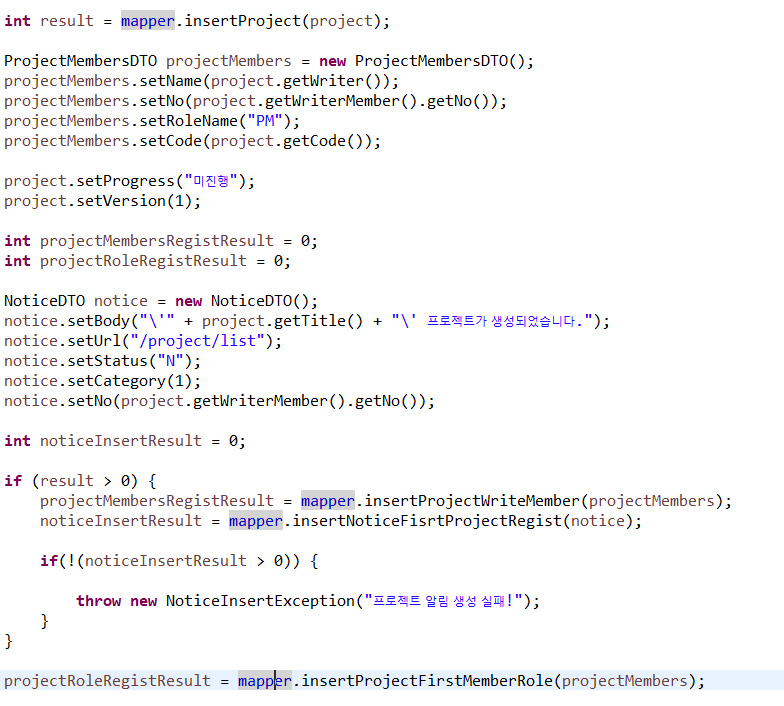 int result = mapper.insertProject(project);
ProjectMembersDTO projectMembers = new ProjectMembersDTO();
projectMembers.setName(project.getWriter());
projectMembers.setNo(project.getWriterMember().getNo());
projectMembers.setRoleName("PM");
projectMembers.setCode(project.getCode());
project.setProgress("미진행");
project.setVersion(1);
int projectMembersRegistResult = 0;
int projectRoleRegistResult = 0;
NoticeDTO notice = new NoticeDTO();
notice.setBody("\'" + project.getTitle() + "\' 프로젝트가 생성되었습니다.");
notice.setUrl("/project/list");
notice.setStatus("N");
notice.setCategory(1);
notice.setNo(project.getWriterMember().getNo());
int noticeInsertResult = 0;
if (result > 0) {
projectMembersRegistResult = mapper.insertProjectWriteMember(projectMembers);
noticeInsertResult = mapper.insertNoticeFisrtProjectRegist(notice);
if(!(noticeInsertResult > 0)) {
throw new NoticeInsertException("프로젝트 알림 생성 실패!");
}
}
projectRoleRegistResult = mapper.insertProjectFirstMemberRole(projectMembers);